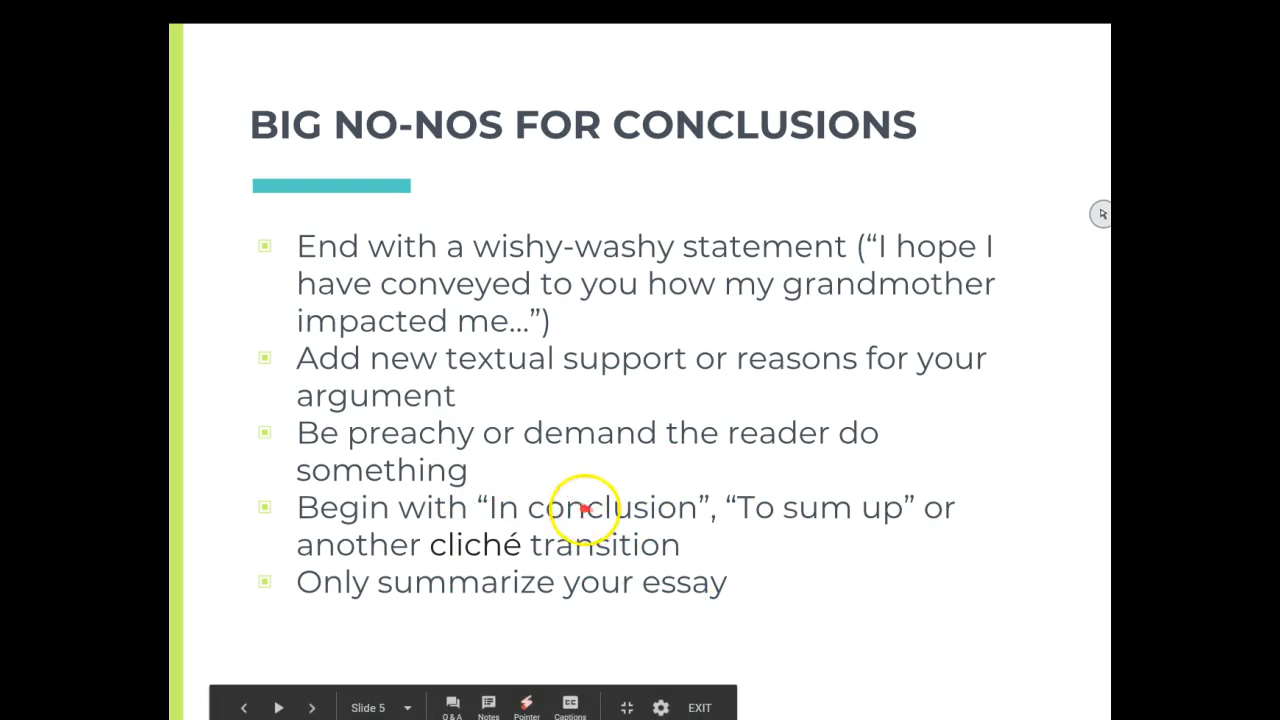 BIG NO-NOS FOR CONCLUSIONS
End with a wishy-washy statement (“I hope I
have conveyed to you how my grandmother
impacted me...”)
Add new textual support or reasons for your
argument
Be preachy or demand the reader do
something
Begin with “In conclusion”, “To sum up” or
another cliché transition
Only summarize your essay
Slide 5
Q & A Notes Pointer Captions
EXIT